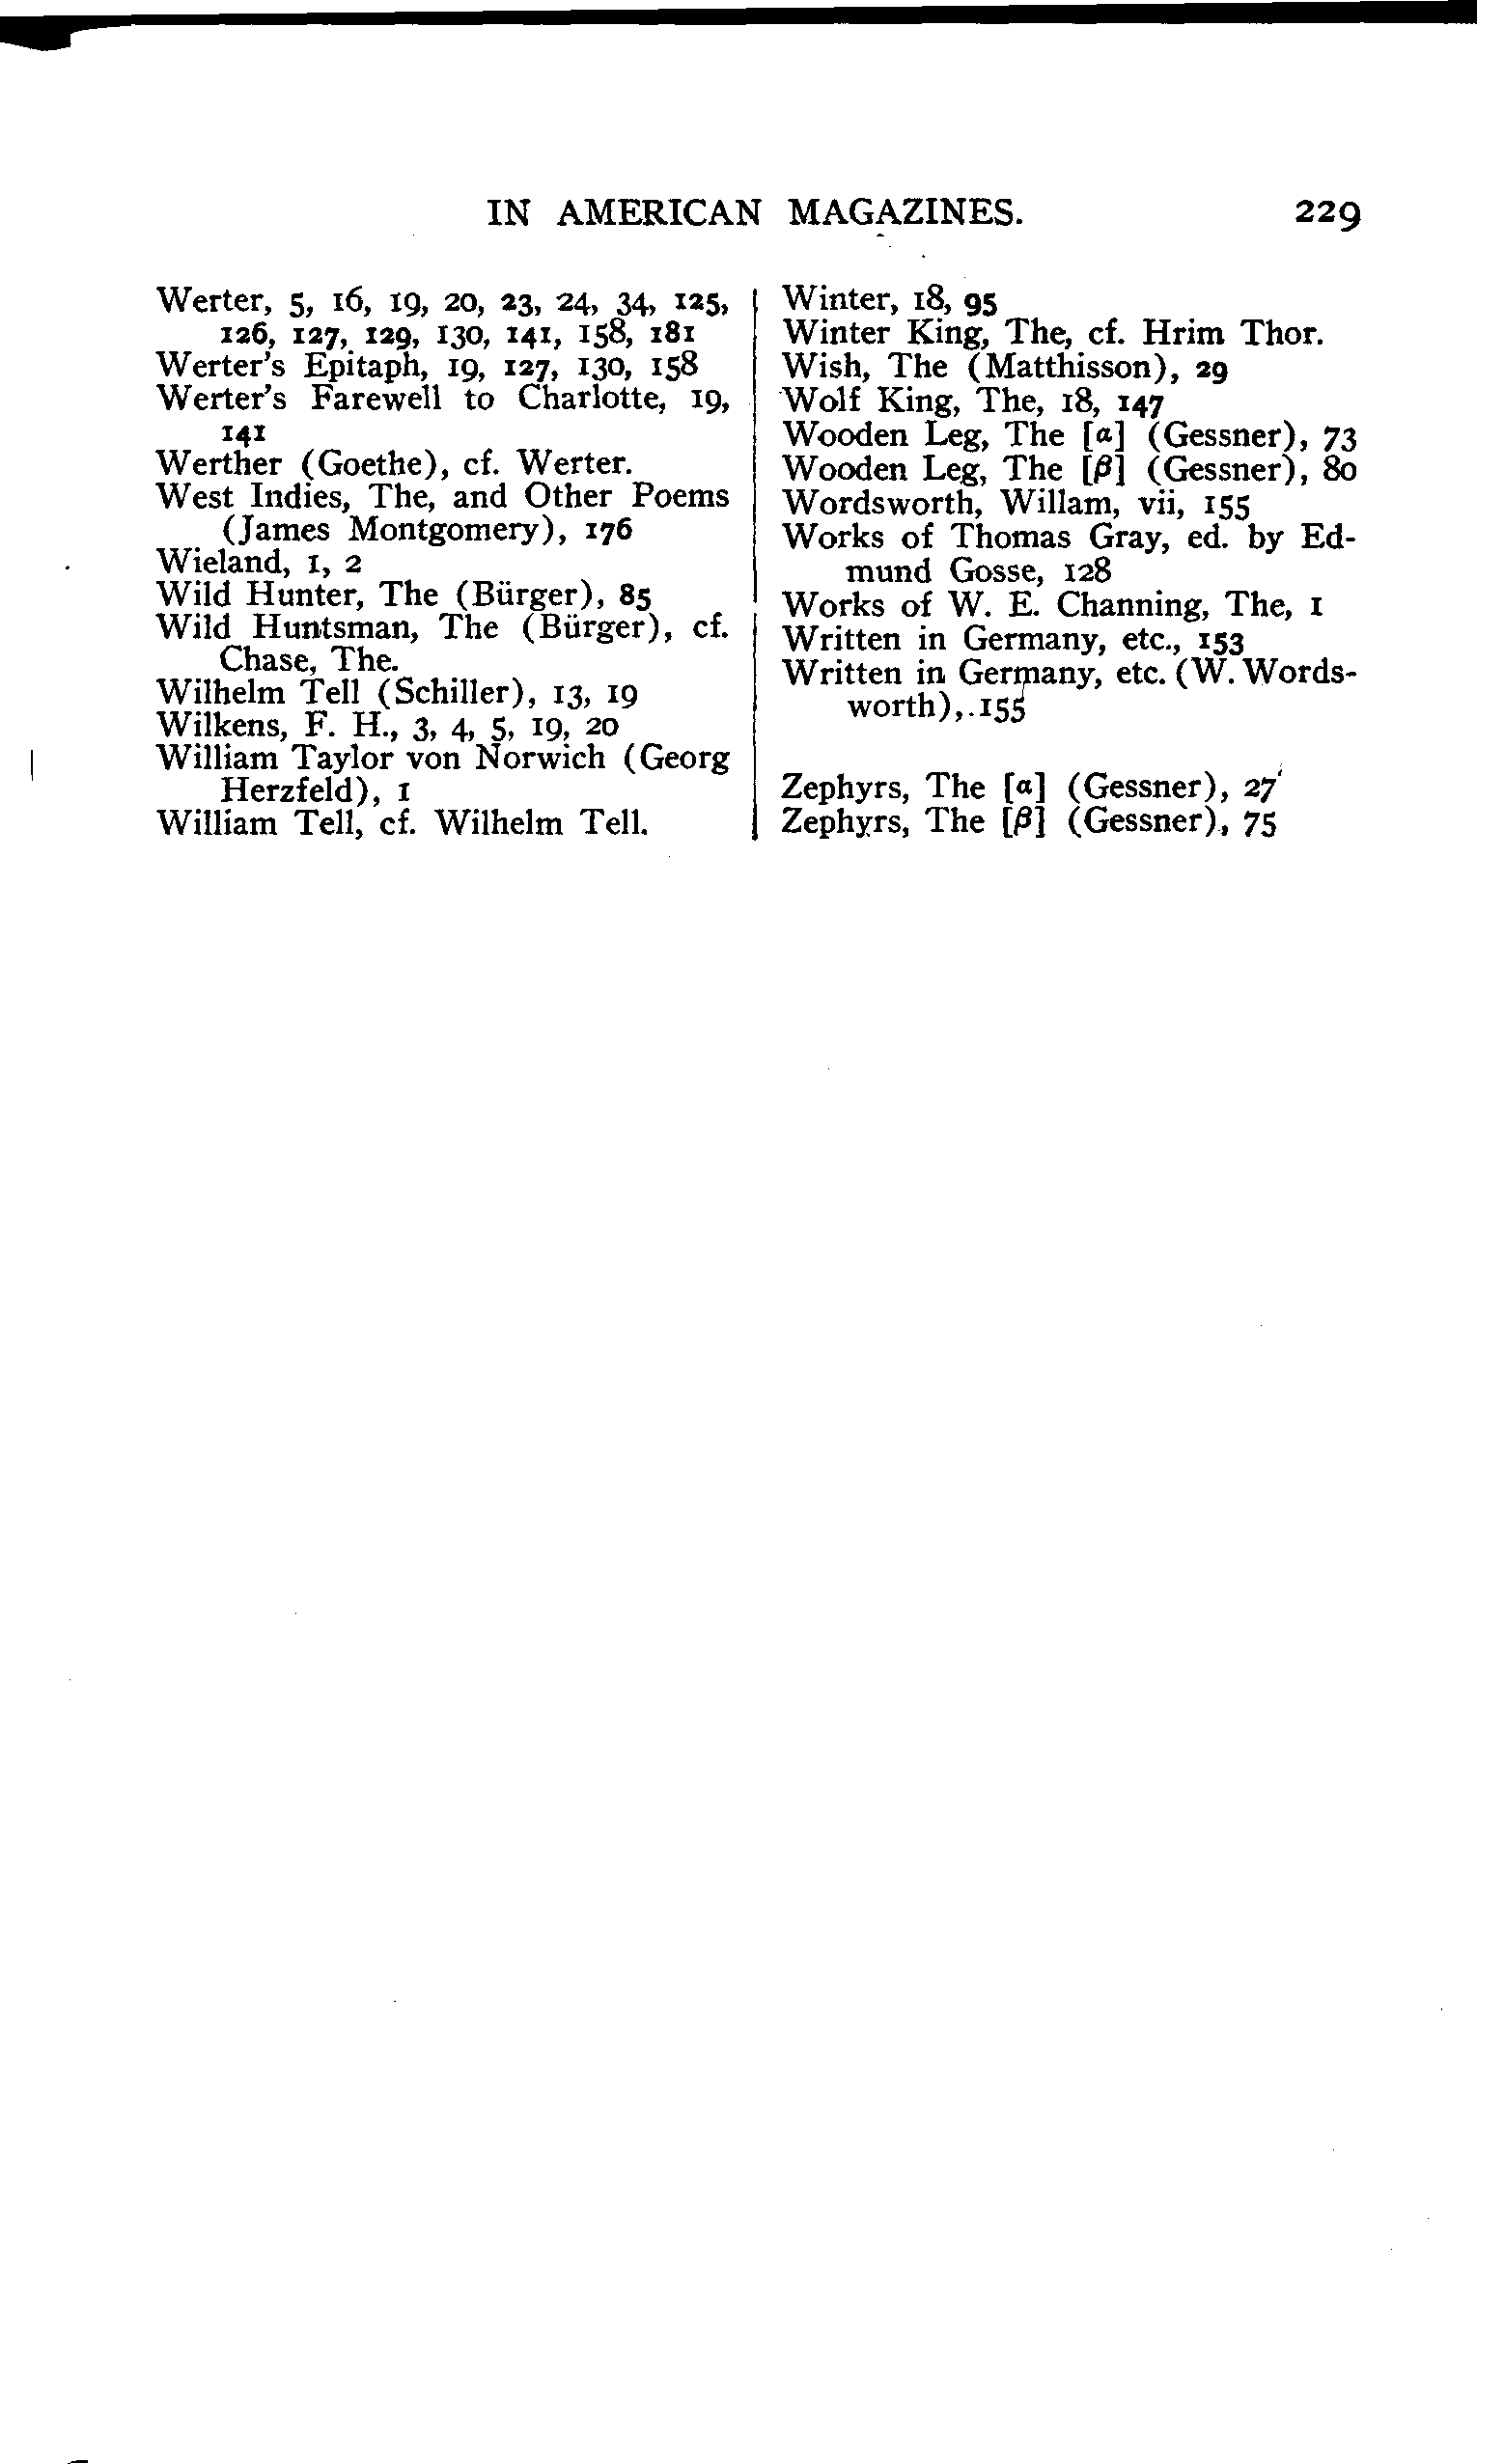 IN AMERICAN MAGAZINES. 229
Werter, 5, 16, 19, 20, 23, 24, 34, 125,
126, 127, 129, 130, 141, 158, 181
Werter's Epitaph, 19, 127, 130, 158
Werter's Farewell to Charlotte, 19,
141
Werther (Goethe), cf. Werter.
West Indies, The, and Other Poems
(James Montgomery), 176
Wieland, 1, 2
Wild Hunter, The (Bürger), 85
Wild Huntsman, The (Bürger), cf.
Chase, The.
Wilhelm Tell (Schiller), 13, 19
Wilkens, F. H., 3, 4, 5, 19, 20
William Taylor von Norwich (Georg
Herzfeld), 1
William Tell, cf. Wilhelm Tell.
Winter, 18, 95
Winter King, The, cf. Hrim Thor.
Wish, The (Matthisson), 29
Wolf King, The, 18, 147
Wooden Leg, The [α] (Gessner), 73
Wooden Leg, The [β] (Gessner), 80
Wordsworth, Willam, vii, 155
Works of Thomas Gray, ed. by Ed-
mund Gosse, 128
Works of W. E. Channing, The, 1
Written in Germany, etc., 153
Written in Germany, etc. (W. Words-
worth), 155
Zephyrs, The [α] (Gessner), 27
Zephyrs, The [β] (Gessner), 75